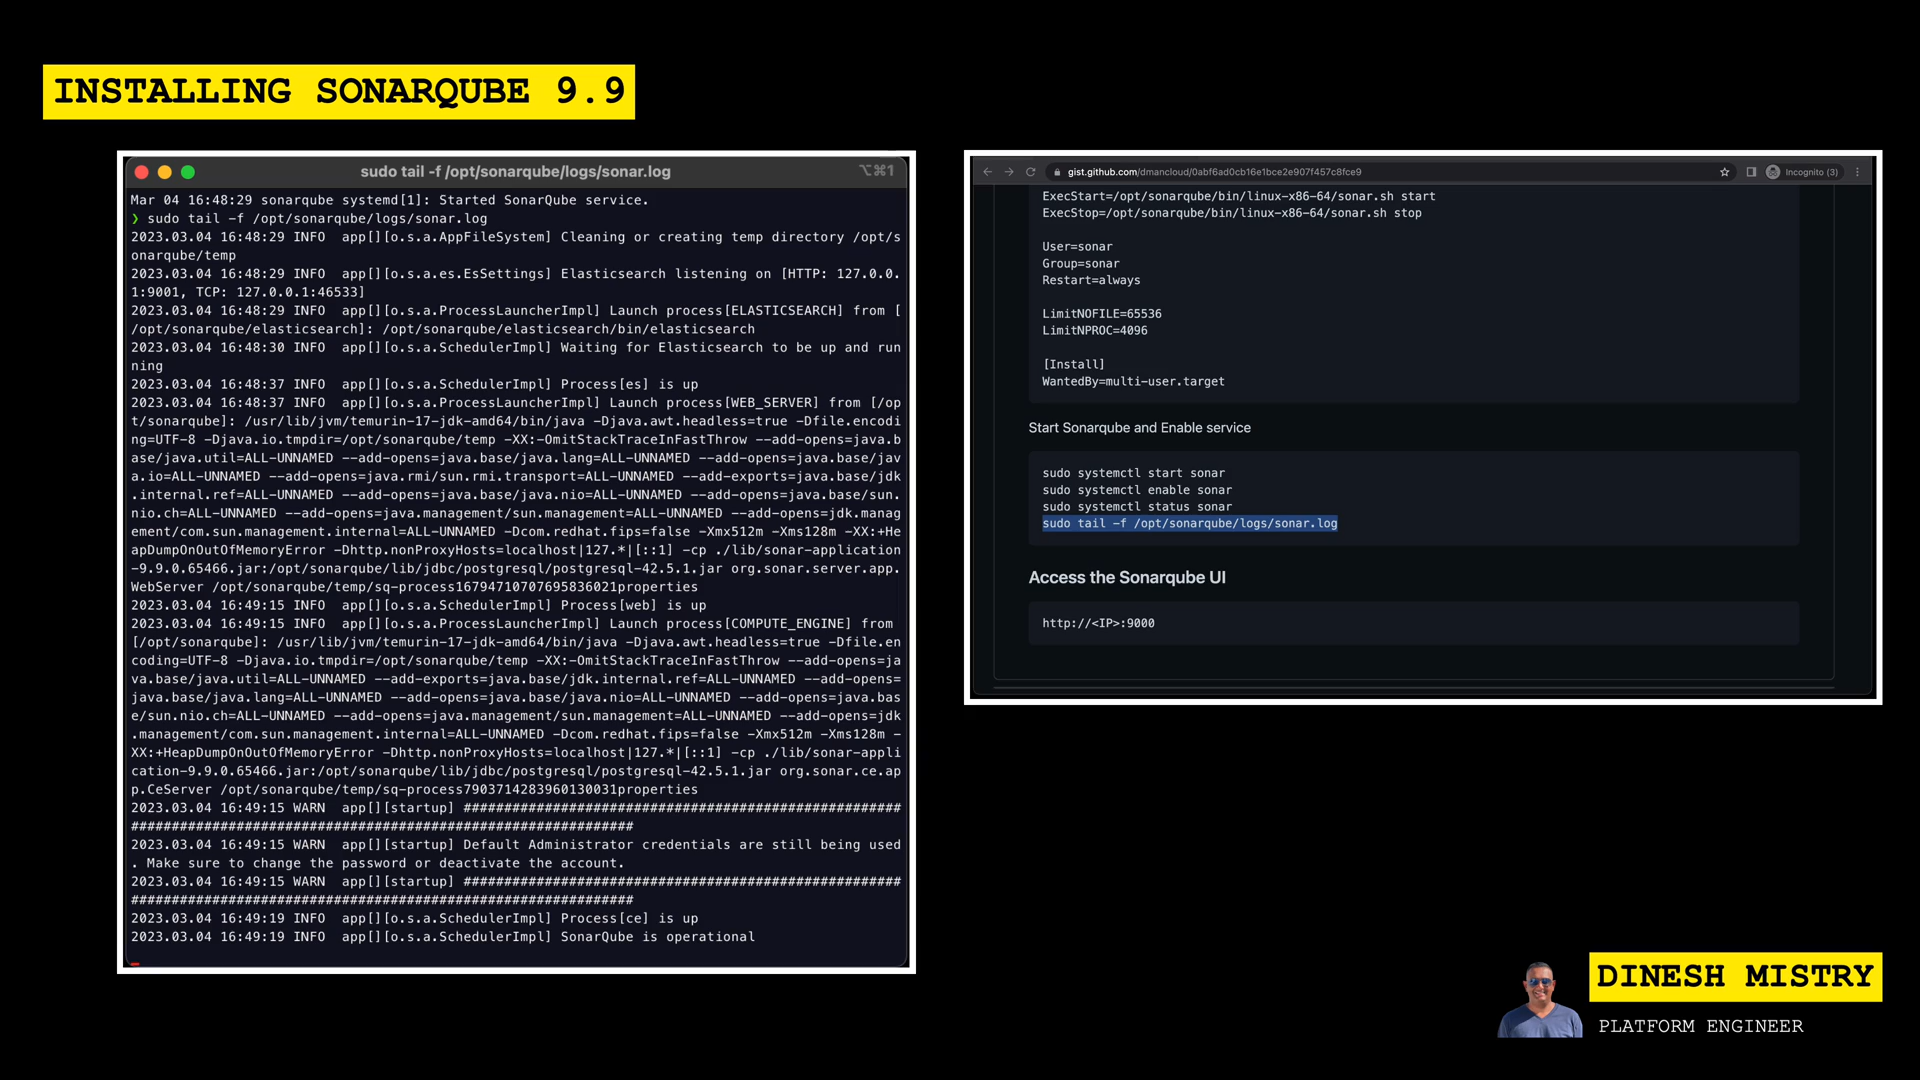 INSTALLING SONARQUBE 9.9
sudo tail -f /opt/sonarqube/logs/sonar.log
⌥⌘1
Mar 04 16:48:29 sonarqube systemd[1]: Started SonarQube service.
❯ sudo tail -f /opt/sonarqube/logs/sonar.log
2023.03.04 16:48:29 INFO  app[][o.s.a.AppFileSystem] Cleaning or creating temp directory /opt/s
onarqube/temp
2023.03.04 16:48:29 INFO  app[][o.s.a.es.EsSettings] Elasticsearch listening on [HTTP: 127.0.0.
1:9001, TCP: 127.0.0.1:46533]
2023.03.04 16:48:29 INFO  app[][o.s.a.ProcessLauncherImpl] Launch process[ELASTICSEARCH] from [
/opt/sonarqube/elasticsearch]: /opt/sonarqube/elasticsearch/bin/elasticsearch
2023.03.04 16:48:30 INFO  app[][o.s.a.SchedulerImpl] Waiting for Elasticsearch to be up and run
ning
2023.03.04 16:48:37 INFO  app[][o.s.a.SchedulerImpl] Process[es] is up
2023.03.04 16:48:37 INFO  app[][o.s.a.ProcessLauncherImpl] Launch process[WEB_SERVER] from [/op
t/sonarqube]: /usr/lib/jvm/temurin-17-jdk-amd64/bin/java -Djava.awt.headless=true -Dfile.encodi
ng=UTF-8 -Djava.io.tmpdir=/opt/sonarqube/temp -XX:-OmitStackTraceInFastThrow --add-opens=java.b
ase/java.util=ALL-UNNAMED --add-opens=java.base/java.lang=ALL-UNNAMED --add-opens=java.base/jav
a.io=ALL-UNNAMED --add-opens=java.rmi/sun.rmi.transport=ALL-UNNAMED --add-exports=java.base/jdk
.internal.ref=ALL-UNNAMED --add-opens=java.base/java.nio=ALL-UNNAMED --add-opens=java.base/sun.
nio.ch=ALL-UNNAMED --add-opens=java.management/sun.management=ALL-UNNAMED --add-opens=jdk.manag
ement/com.sun.management.internal=ALL-UNNAMED -Dcom.redhat.fips=false -Xmx512m -Xms128m -XX:+He
apDumpOnOutOfMemoryError -Dhttp.nonProxyHosts=localhost|127.*|[::1] -cp ./lib/sonar-application
-9.9.0.65466.jar:/opt/sonarqube/lib/jdbc/postgresql/postgresql-42.5.1.jar org.sonar.server.app.
WebServer /opt/sonarqube/temp/sq-process16794710707695836021properties
2023.03.04 16:49:15 INFO  app[][o.s.a.SchedulerImpl] Process[web] is up
2023.03.04 16:49:15 INFO  app[][o.s.a.ProcessLauncherImpl] Launch process[COMPUTE_ENGINE] from
[/opt/sonarqube]: /usr/lib/jvm/temurin-17-jdk-amd64/bin/java -Djava.awt.headless=true -Dfile.en
coding=UTF-8 -Djava.io.tmpdir=/opt/sonarqube/temp -XX:-OmitStackTraceInFastThrow --add-opens=ja
va.base/java.util=ALL-UNNAMED --add-exports=java.base/jdk.internal.ref=ALL-UNNAMED --add-opens=
java.base/java.lang=ALL-UNNAMED --add-opens=java.base/java.nio=ALL-UNNAMED --add-opens=java.bas
e/sun.nio.ch=ALL-UNNAMED --add-opens=java.management/sun.management=ALL-UNNAMED --add-opens=jdk
.management/com.sun.management.internal=ALL-UNNAMED -Dcom.redhat.fips=false -Xmx512m -Xms128m -
XX:+HeapDumpOnOutOfMemoryError -Dhttp.nonProxyHosts=localhost|127.*|[::1] -cp ./lib/sonar-appli
cation-9.9.0.65466.jar:/opt/sonarqube/lib/jdbc/postgresql/postgresql-42.5.1.jar org.sonar.ce.ap
p.CeServer /opt/sonarqube/temp/sq-process7903714283960130031properties
2023.03.04 16:49:15 WARN  app[][startup] ######################################################
##############################################################
2023.03.04 16:49:15 WARN  app[][startup] Default Administrator credentials are still being used
. Make sure to change the password or deactivate the account.
2023.03.04 16:49:15 WARN  app[][startup] ######################################################
##############################################################
2023.03.04 16:49:19 INFO  app[][o.s.a.SchedulerImpl] Process[ce] is up
2023.03.04 16:49:19 INFO  app[][o.s.a.SchedulerImpl] SonarQube is operational
gist.github.com/dmancloud/0abf6ad0cb16e1bce2e907f457c8fce9
Incognito (3)
ExecStart=/opt/sonarqube/bin/linux-x86-64/sonar.sh start
ExecStop=/opt/sonarqube/bin/linux-x86-64/sonar.sh stop
User=sonar
Group=sonar
Restart=always
LimitNOFILE=65536
LimitNPROC=4096
[Install]
WantedBy=multi-user.target
Start Sonarqube and Enable service
sudo systemctl start sonar
sudo systemctl enable sonar
sudo systemctl status sonar
sudo tail -f /opt/sonarqube/logs/sonar.log
Access the Sonarqube UI
http://<IP>:9000
DINESH MISTRY
PLATFORM ENGINEER